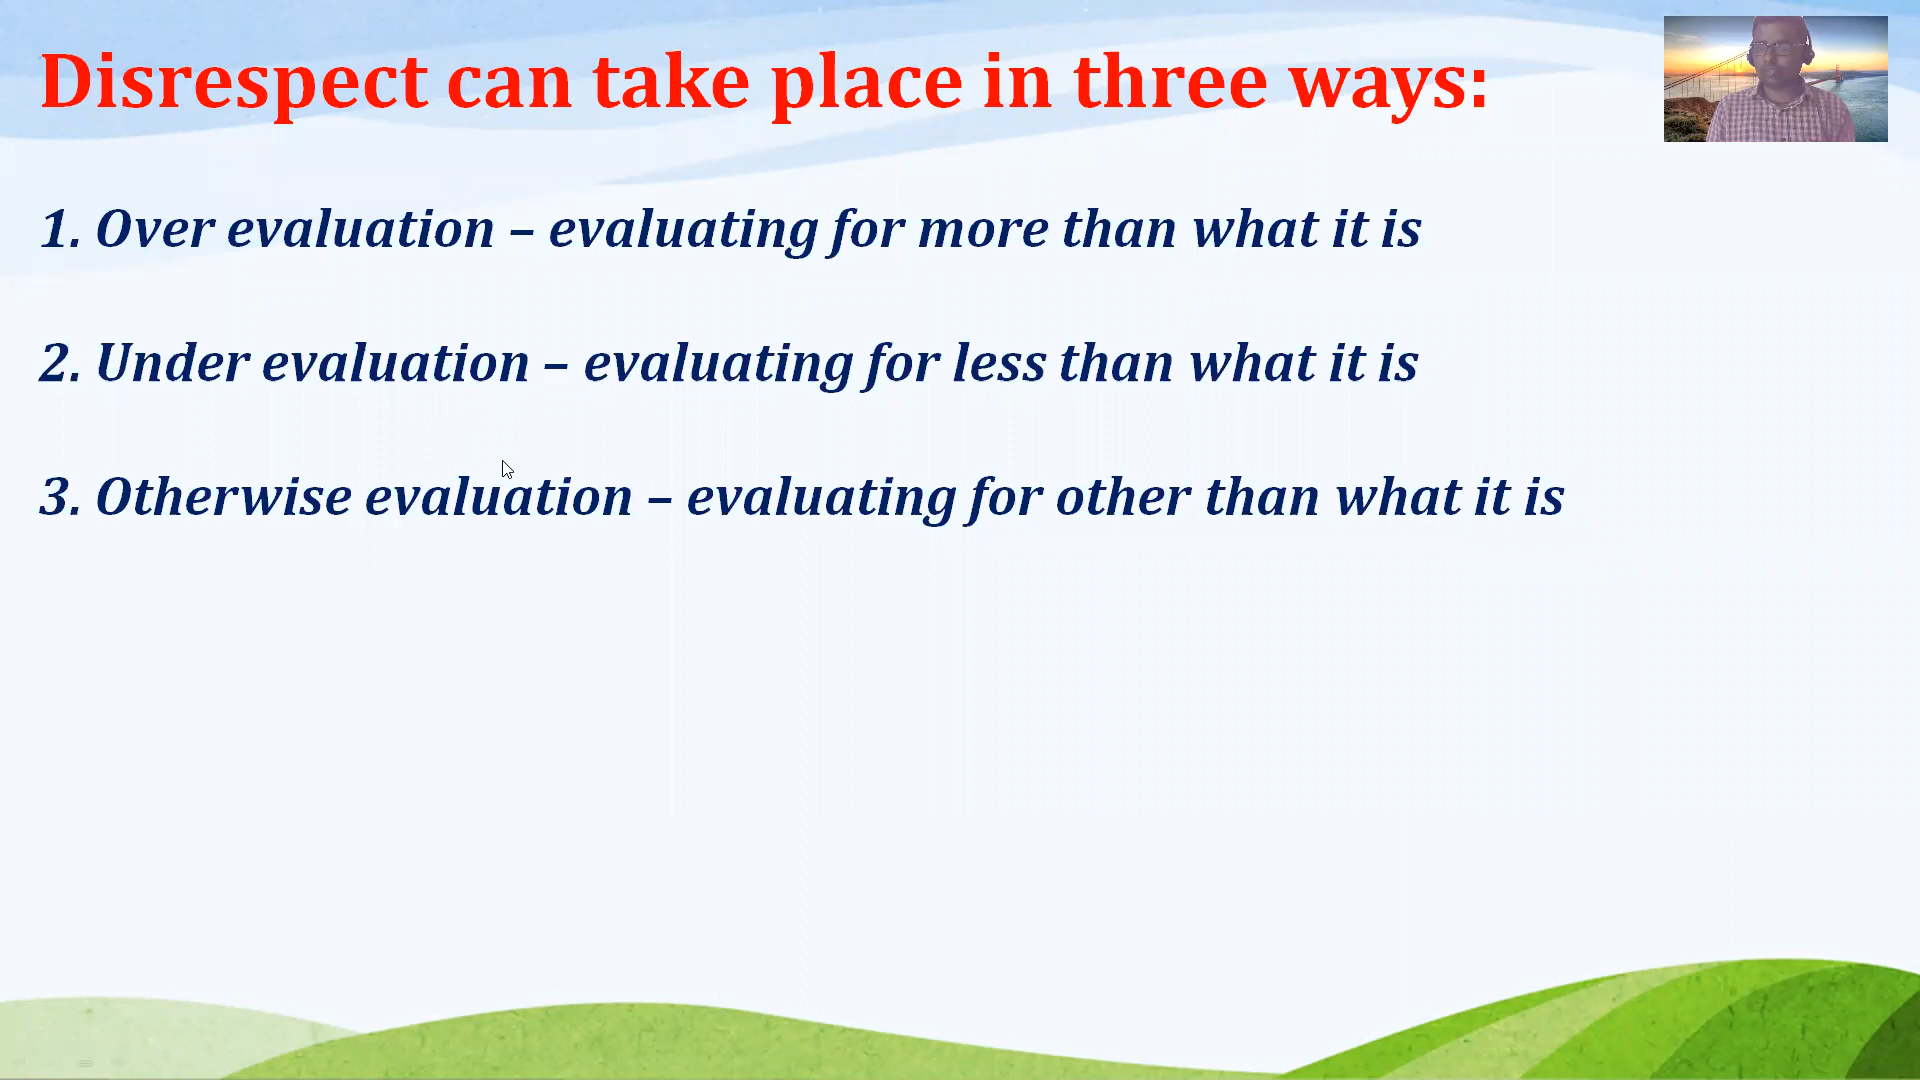 Disrespect can take place in three ways:
1. Over evaluation – evaluating for more than what it is
2. Under evaluation – evaluating for less than what it is
3. Otherwise evaluation – evaluating for other than what it is